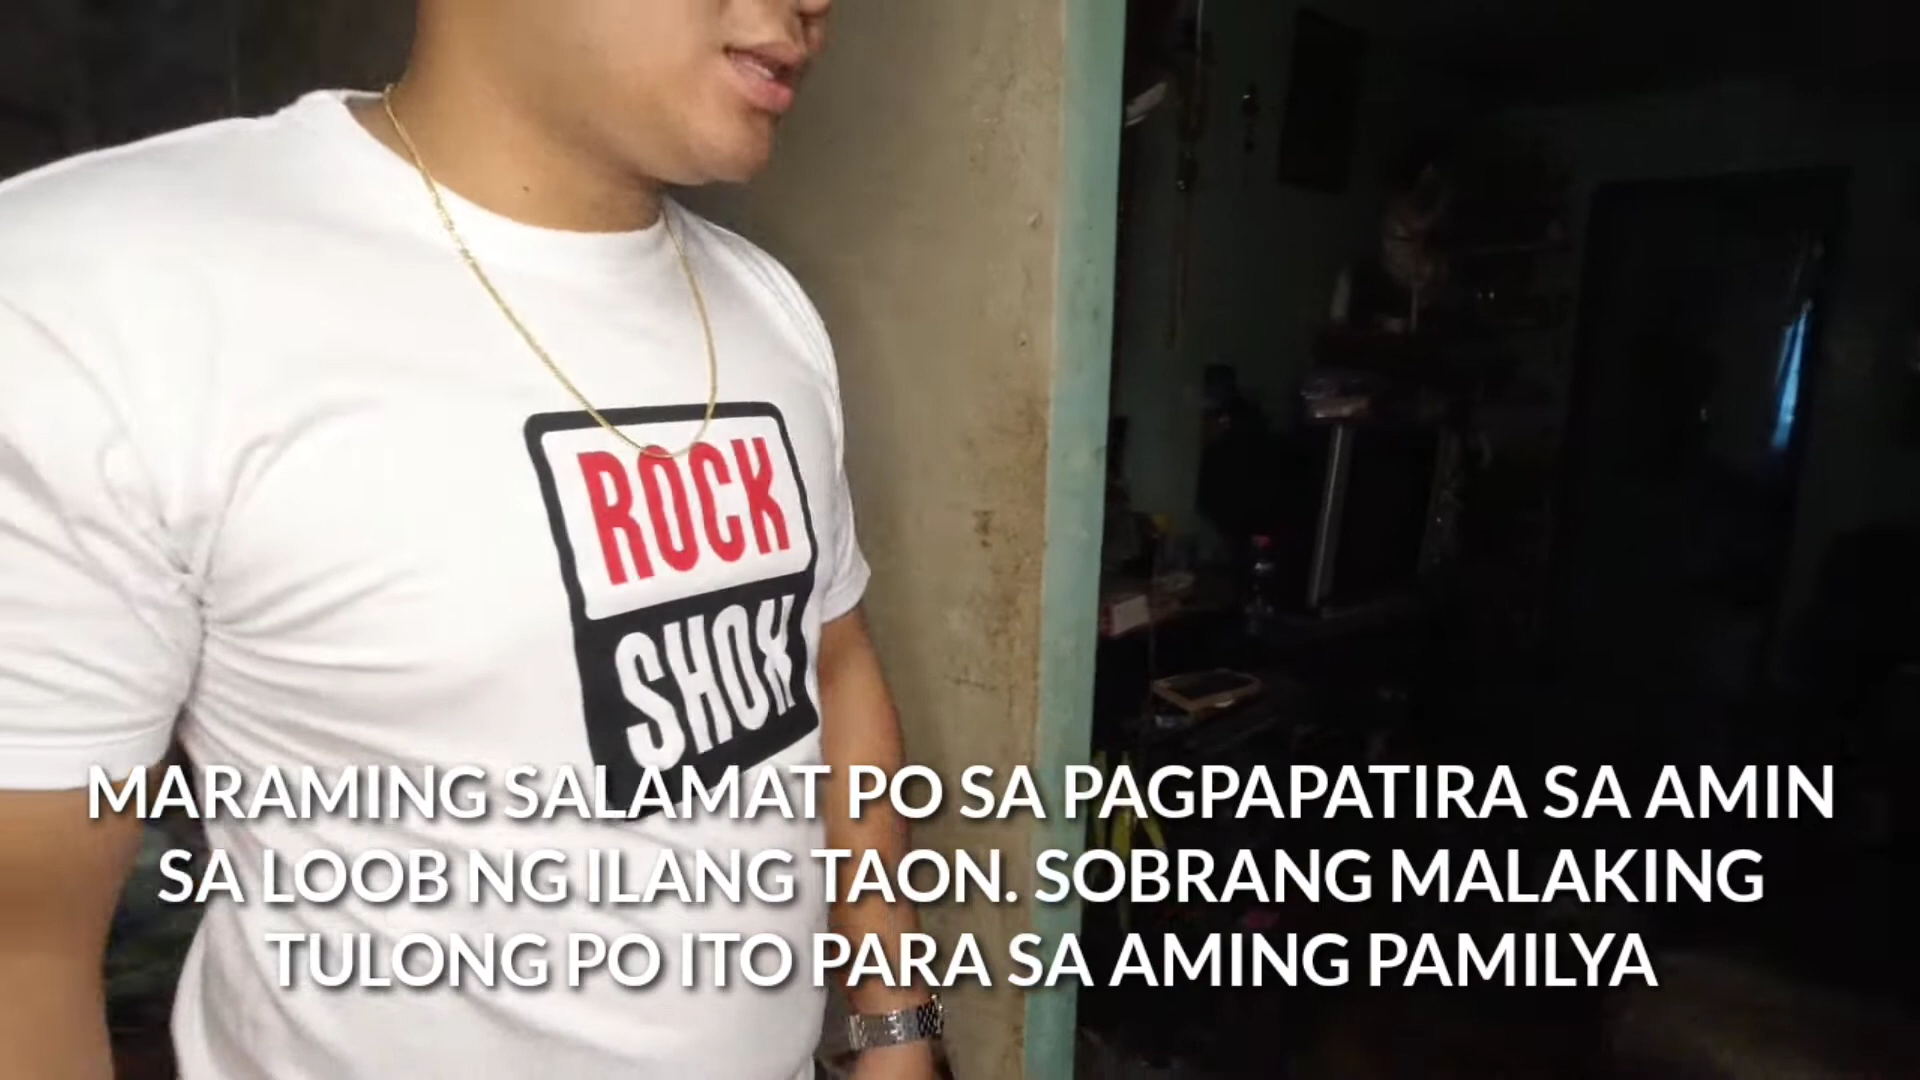 ROCK
SHOX
MARAMING SALAMAT PO SA PAGPAPATIRA SA AMIN
SA LOOB NG ILANG TAON. SOBRANG MALAKING
TULONG PO ITO PARA SA AMING PAMILYA